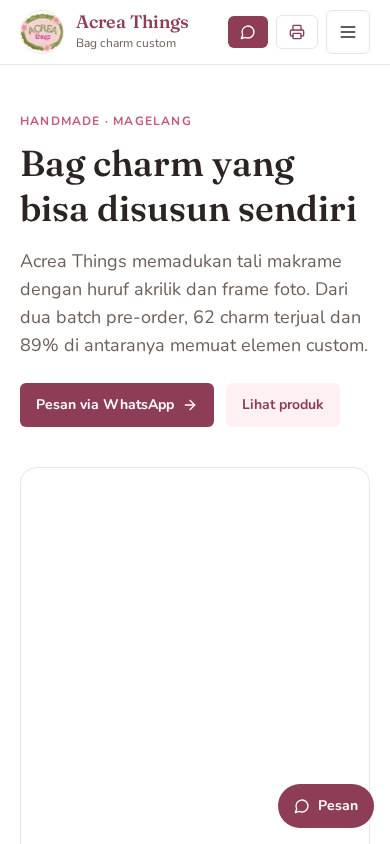 ACREA
things
Acrea Things
Bag charm custom
HANDMADE · MAGELANG
Bag charm yang
bisa disusun sendiri
Acrea Things memadukan tali makrame
dengan huruf akrilik dan frame foto. Dari
dua batch pre-order, 62 charm terjual dan
89% di antaranya memuat elemen custom.
Pesan via WhatsApp
Lihat produk
Pesan